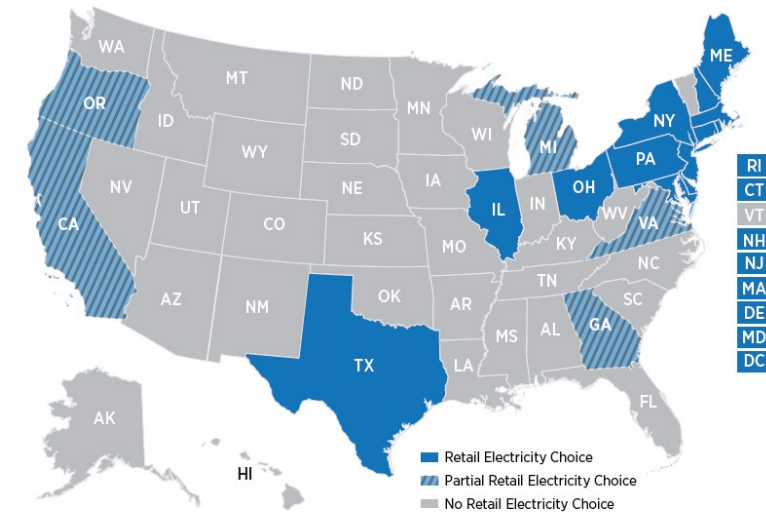 WA
MT
ND
MN
ME
OR
ID
SD
WI
MI
NY
WY
IA
PA
NE
NV
UT
CO
IL
IN
OH
WV
VA
CA
KS
MO
KY
NC
TN
AZ
NM
OK
AR
SC
MS
AL
GA
TX
LA
FL
AK
HI
RI
CT
VT
NH
NJ
MA
DE
MD
DC
Retail Electricity Choice
Partial Retail Electricity Choice
No Retail Electricity Choice